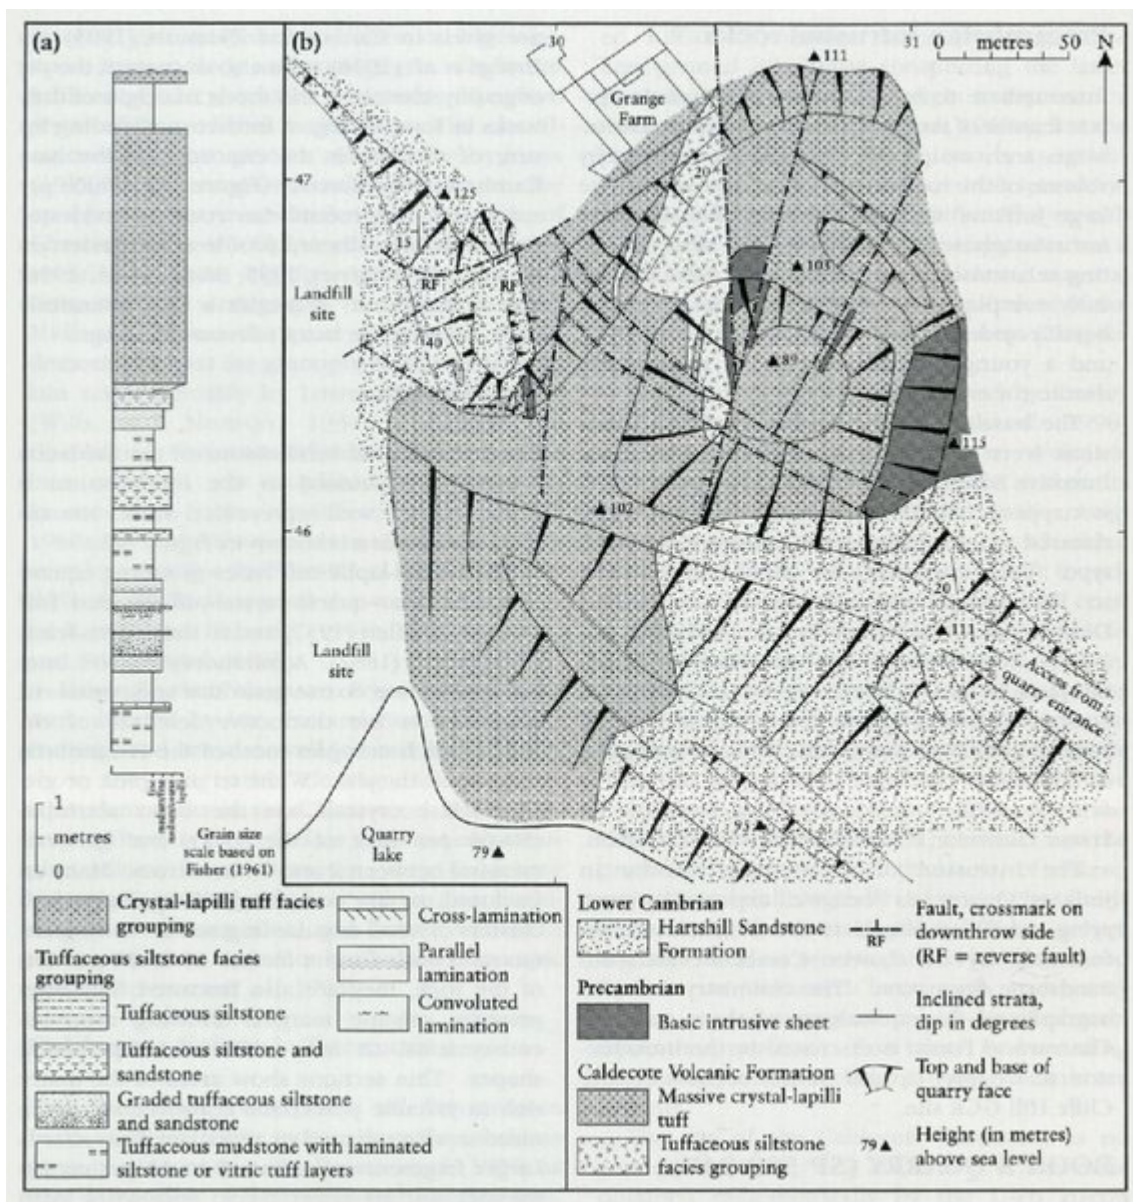 (a)
(b)
30
31
0 metres 50
N
111
Grange
Farm
20
47
125
15
RF
RF
103
Landfill
site
40
89
115
46
102
20
111
Access from
quarry entrance
Landfill
site
1
metres
0
Grain size
scale based on
Fisher (1961)
Quarry
lake
79
Crystal-lapilli tuff facies
grouping
Tuffaceous siltstone facies
grouping
Tuffaceous siltstone
Tuffaceous siltstone and
sandstone
Graded tuffaceous siltstone
and sandstone
Tuffaceous mudstone with laminated
siltstone or vitric tuff layers
Cross-lamination
Parallel
lamination
Convoluted
lamination
Lower Cambrian
Hartshill Sandstone
Formation
Precambrian
Basic intrusive sheet
Caldecote Volcanic Formation
Massive crystal-lapilli
tuff
Tuffaceous siltstone
facies grouping
RF
Fault, crossmark on
downthrow side
(RF = reverse fault)
Inclined strata,
dip in degrees
Top and base of
quarry face
79
Height (in metres)
above sea level